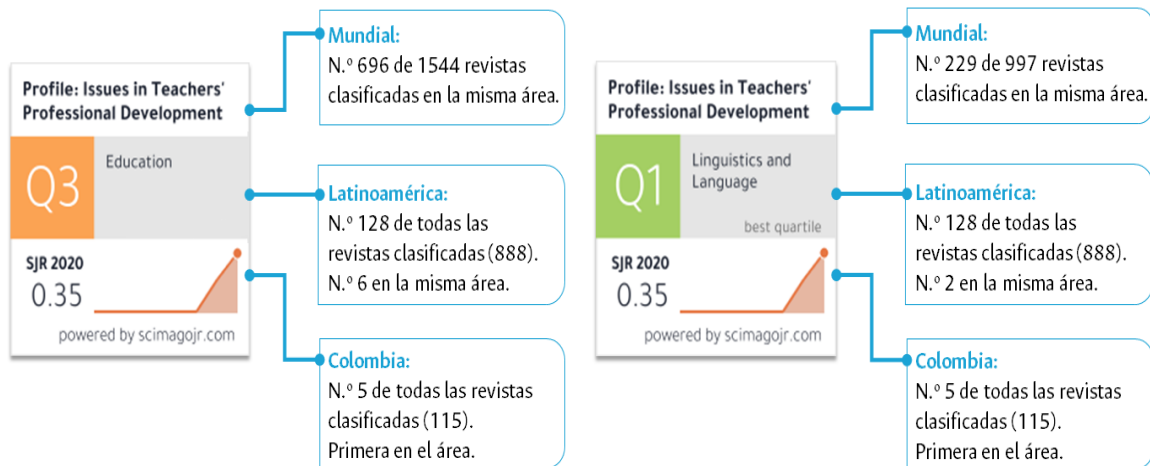 Profile: Issues in Teachers'
Professional Development
Q3
Education
SJR 2020
0.35
powered by scimagojr.com
Mundial:
N.º 696 de 1544 revistas
clasificadas en la misma área.
Latinoamérica:
N.º 128 de todas las
revistas clasificadas (888).
N.º 6 en la misma área.
Colombia:
N.º 5 de todas las revistas
clasificadas (115).
Primera en el área.
Profile: Issues in Teachers'
Professional Development
Q1
Linguistics and
Language
best quartile
SJR 2020
0.35
powered by scimagojr.com
Mundial:
N.º 229 de 997 revistas
clasificadas en la misma área.
Latinoamérica:
N.º 128 de todas las
revistas clasificadas (888).
N.º 2 en la misma área.
Colombia:
N.º 5 de todas las revistas
clasificadas (115).
Primera en el área.